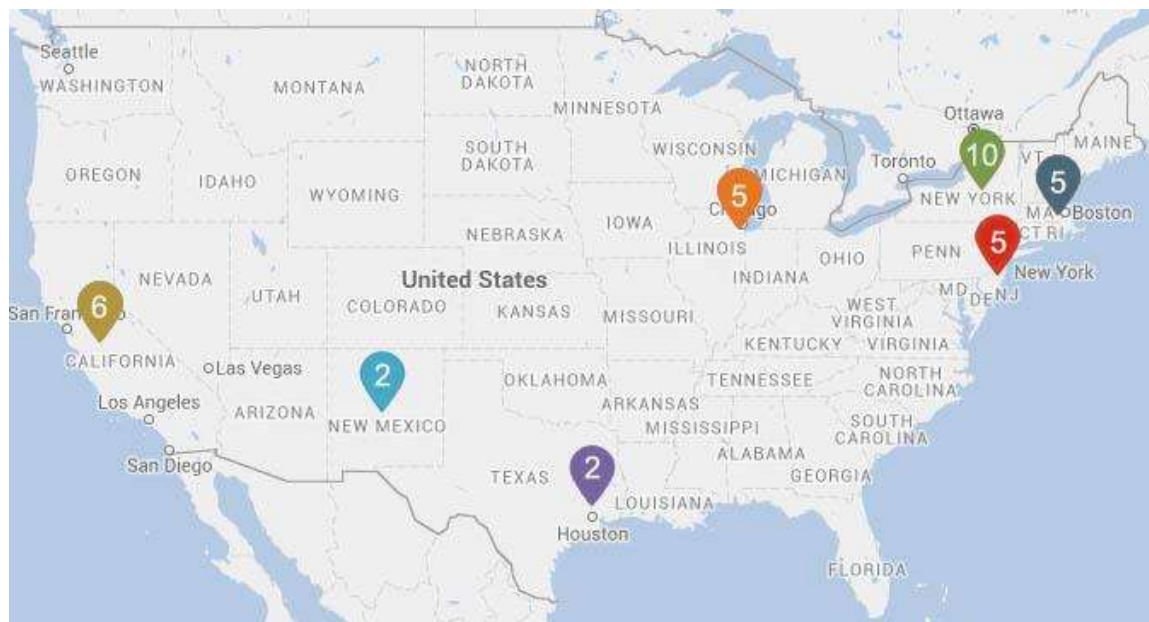 Seattle
WASHINGTON
MONTANA
NORTH
DAKOTA
MINNESOTA
Ottawa
MAINE
OREGON
IDAHO
WYOMING
SOUTH
DAKOTA
WISCONSIN
MICHIGAN
Toronto
10
VT
5
NEW YORK
MA
Boston
CT RI
5
Chicago
IOWA
NEBRASKA
ILLINOIS
INDIANA
OHIO
PENN
5
New York
MD
DE
NJ
NEVADA
UTAH
United States
COLORADO
KANSAS
MISSOURI
WEST
VIRGINIA
KENTUCKY
VIRGINIA
6
San Francisco
CALIFORNIA
Las Vegas
2
OKLAHOMA
TENNESSEE
NORTH
CAROLINA
Los Angeles
ARIZONA
NEW MEXICO
ARKANSAS
MISSISSIPPI
SOUTH
CAROLINA
San Diego
TEXAS
2
ALABAMA
GEORGIA
LOUISIANA
Houston
FLORIDA